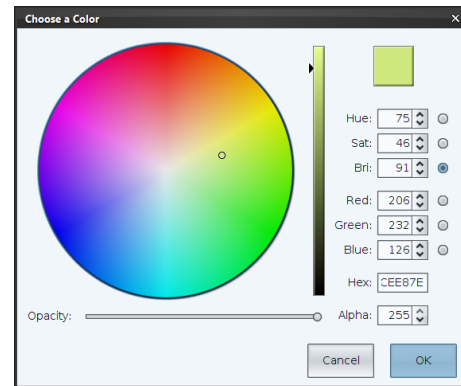 Choose a Color
Hue: 75
Sat: 46
Bri: 91
Red: 206
Green: 232
Blue: 126
Hex: CEE87E
Opacity: Alpha: 255
Cancel OK